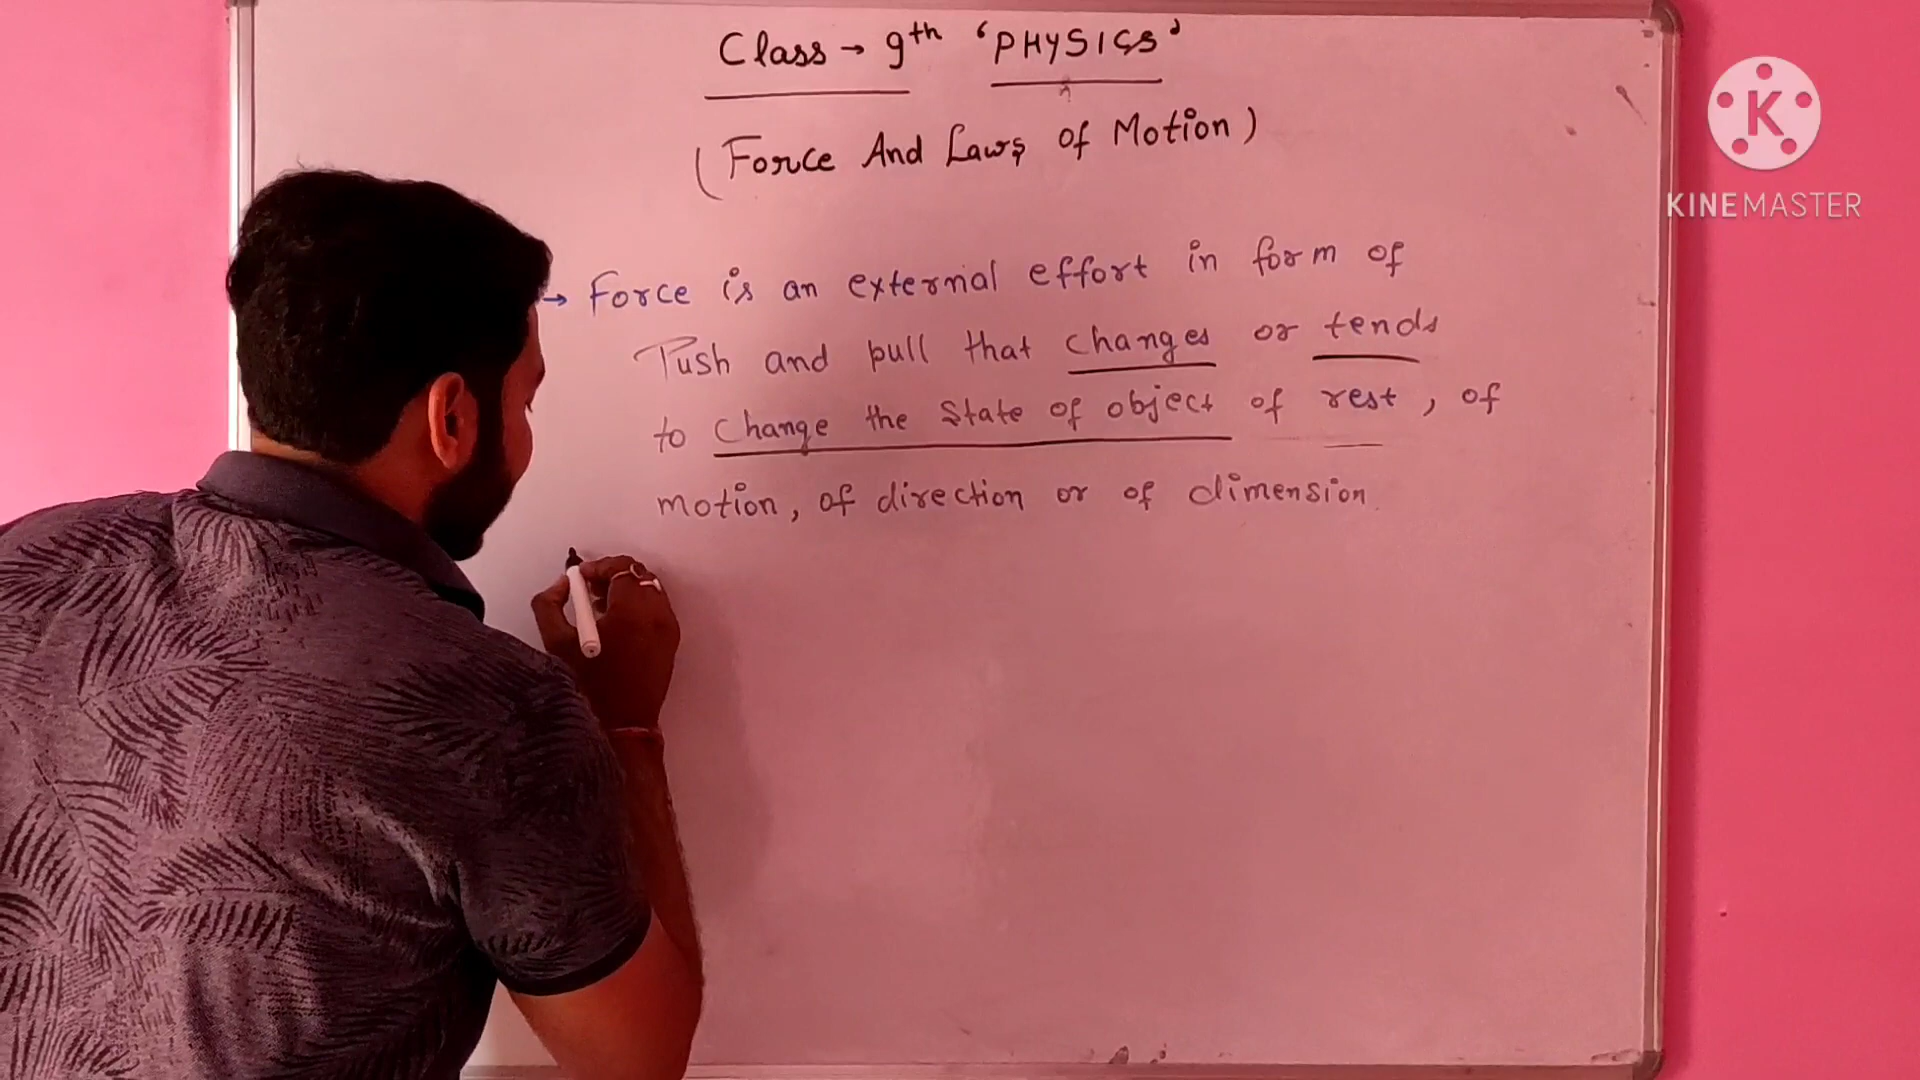 Class → 9th 'PHYSICS'
(Force And Laws of Motion)
→ Force is an external effort in form of
Push and pull that changes or tends
to change the state of object of rest, of
motion, of direction or of dimension
K
KINEMASTER